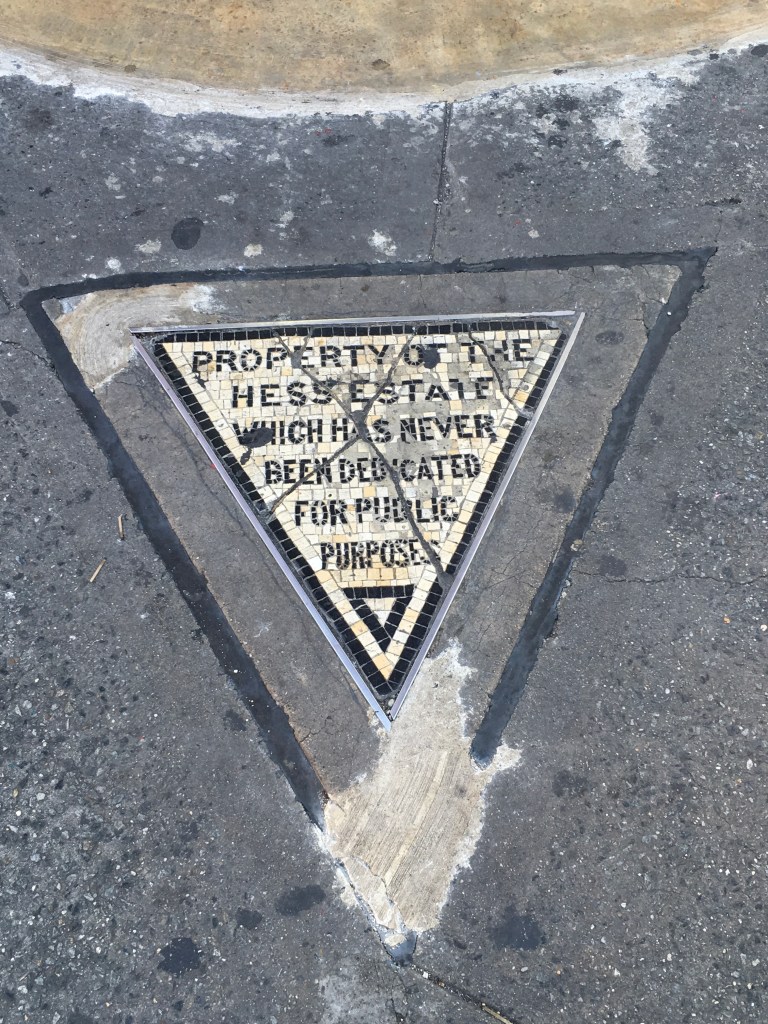 PROPERTY OF THE
HESS ESTATE
WHICH HAS NEVER
BEEN DEDICATED
FOR PUBLIC
PURPOSES